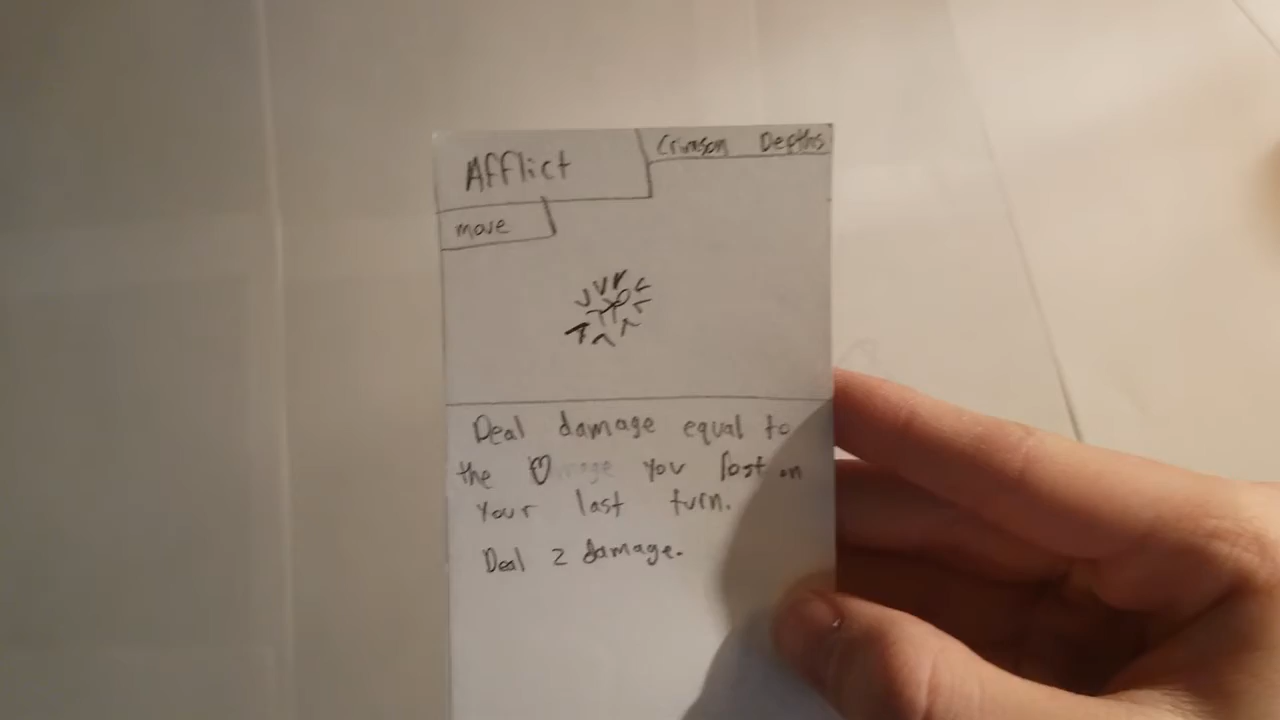 Afflict
Crimson Depths
move
Deal damage equal to
the ♡ you lost on
your last turn.
Deal 2 damage.